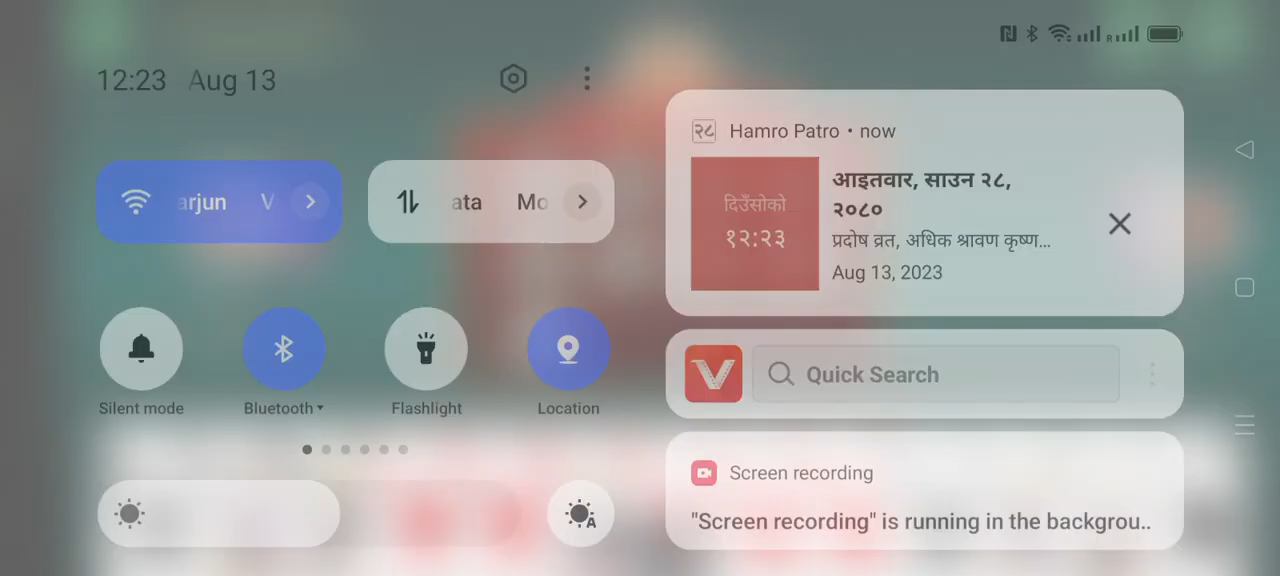 12:23 Aug 13
arjun V
ata Mo
Silent mode
Bluetooth
Flashlight
Location
R
A
२८ Hamro Patro • now
दिउँसोको
१२:२३
आइतवार, साउन २८,
२०८०
प्रदोष व्रत, अधिक श्रावण कृष्ण...
Aug 13, 2023
Quick Search
Screen recording
"Screen recording" is running in the backgrou..